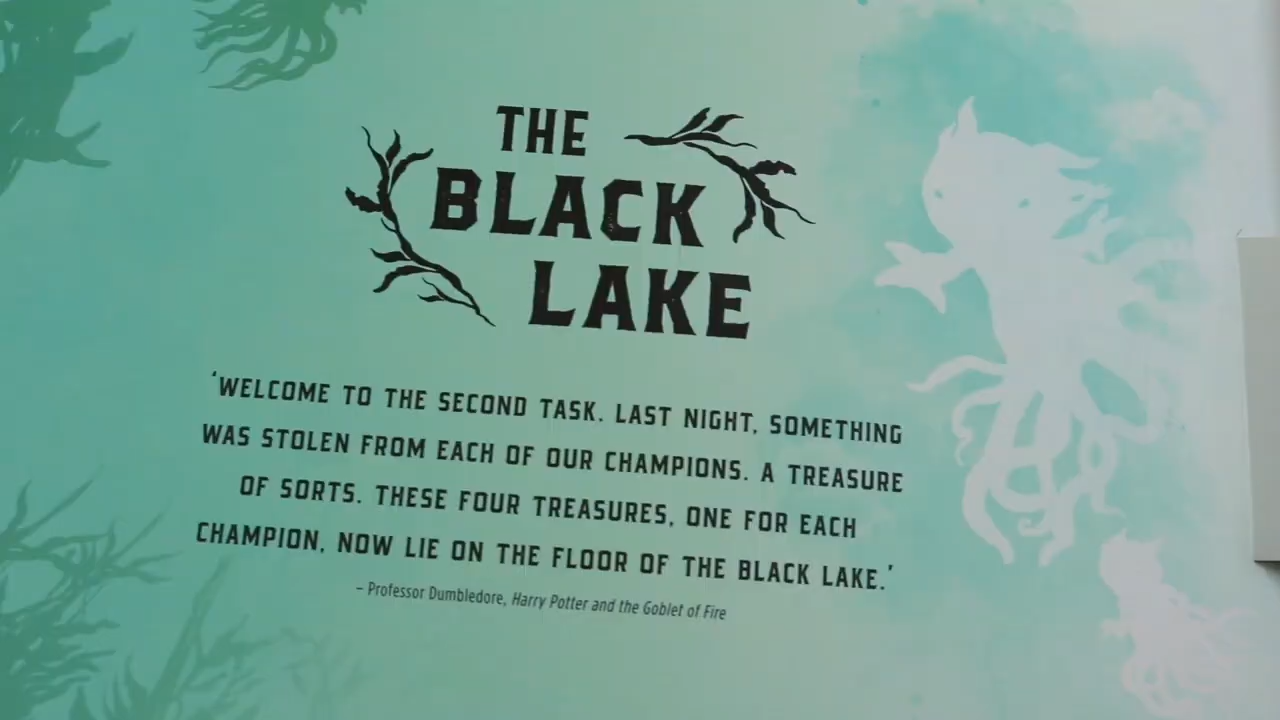 THE
BLACK
LAKE
‘WELCOME TO THE SECOND TASK. LAST NIGHT, SOMETHING
WAS STOLEN FROM EACH OF OUR CHAMPIONS. A TREASURE
OF SORTS. THESE FOUR TREASURES, ONE FOR EACH
CHAMPION, NOW LIE ON THE FLOOR OF THE BLACK LAKE.’
– Professor Dumbledore, Harry Potter and the Goblet of Fire